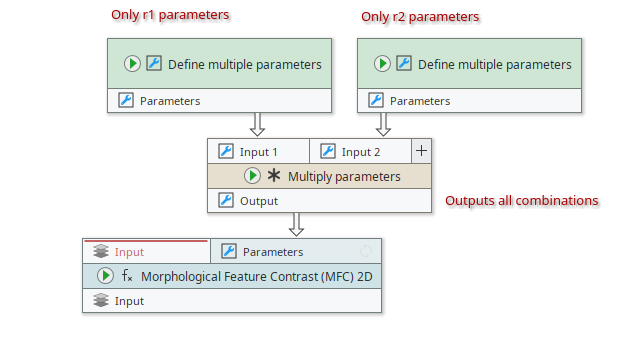 Only r1 parameters
Only r2 parameters
Define multiple parameters
Define multiple parameters
Parameters
Parameters
Input 1
Input 2
Multiply parameters
Output
Outputs all combinations
Input
Parameters
fx Morphological Feature Contrast (MFC) 2D
Input